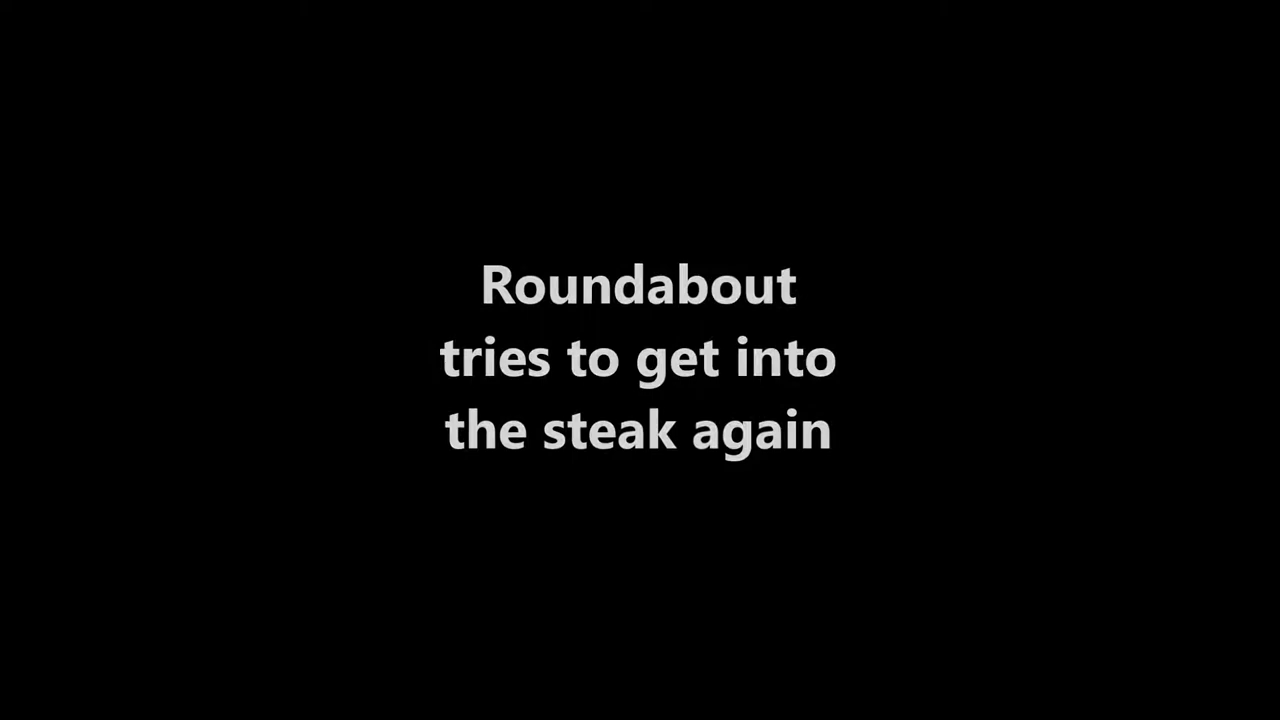 Roundabout
tries to get into
the steak again